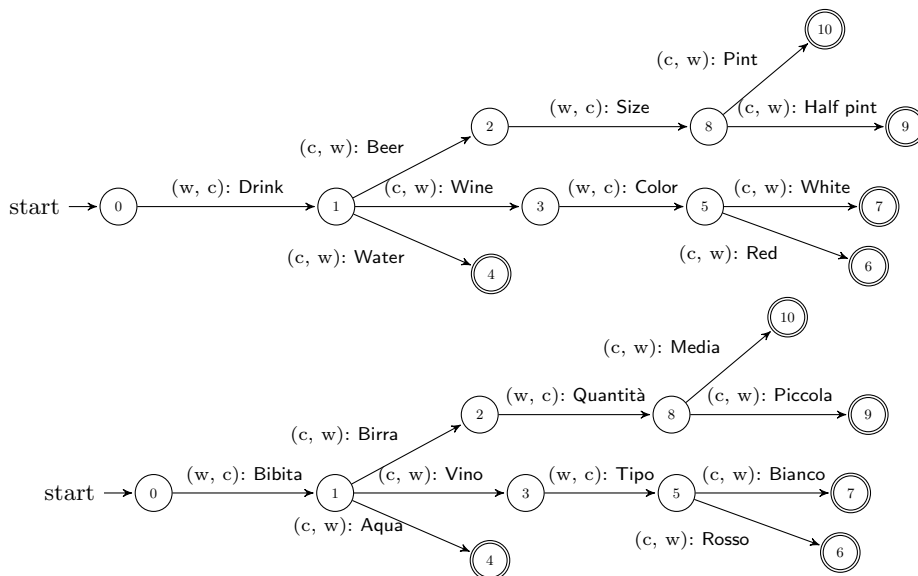 10
(c, w): Pint
2
(w, c): Size
8
(c, w): Half pint
9
(c, w): Beer
start
0
(w, c): Drink
1
(c, w): Wine
3
(w, c): Color
5
(c, w): White
7
(c, w): Water
4
(c, w): Red
6
10
(c, w): Media
2
(w, c): Quantità
8
(c, w): Piccola
9
(c, w): Birra
start
0
(w, c): Bibita
1
(c, w): Vino
3
(w, c): Tipo
5
(c, w): Bianco
7
(c, w): Aqua
4
(c, w): Rosso
6